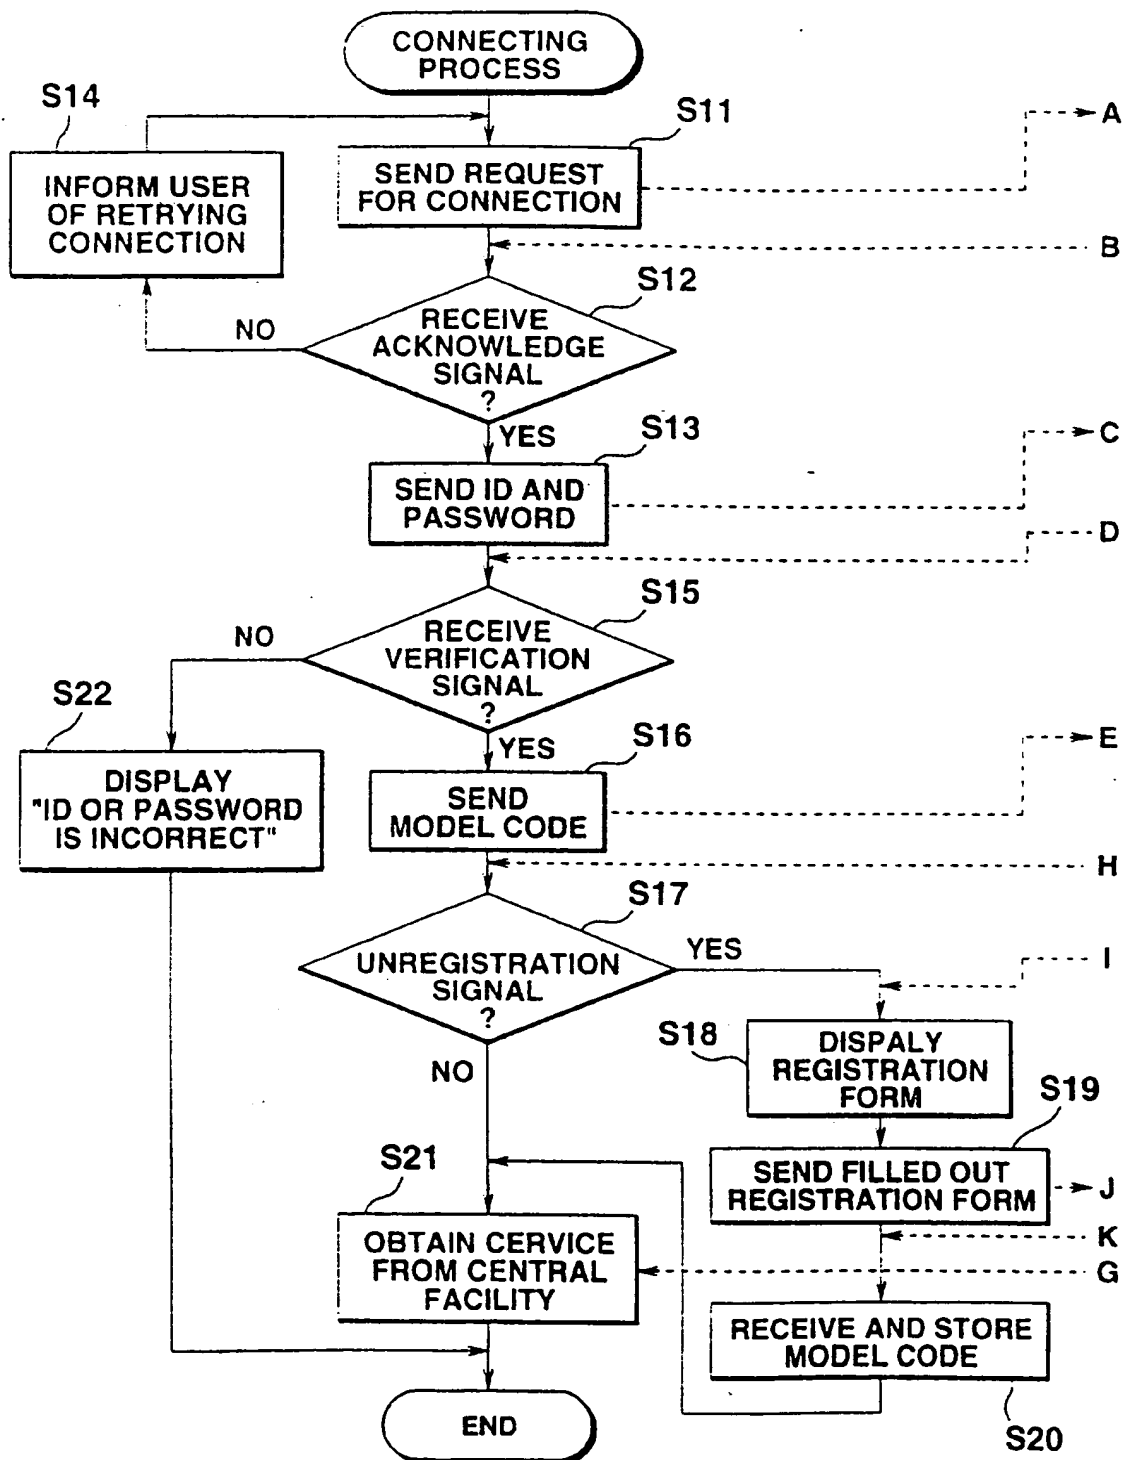 CONNECTING
PROCESS
S14
S11
A
INFORM USER
OF RETRYING
CONNECTION
SEND REQUEST
FOR CONNECTION
B
S12
NO
RECEIVE
ACKNOWLEDGE
SIGNAL
?
YES
S13
C
SEND ID AND
PASSWORD
D
S15
NO
RECEIVE
VERIFICATION
SIGNAL
?
S22
YES
S16
E
DISPLAY
"ID OR PASSWORD
IS INCORRECT"
SEND
MODEL CODE
H
S17
YES
UNREGISTRATION
SIGNAL
?
I
NO
S18
DISPALY
REGISTRATION
FORM
S19
S21
SEND FILLED OUT
REGISTRATION FORM
J
K
OBTAIN CERVICE
FROM CENTRAL
FACILITY
G
RECEIVE AND STORE
MODEL CODE
END
S20